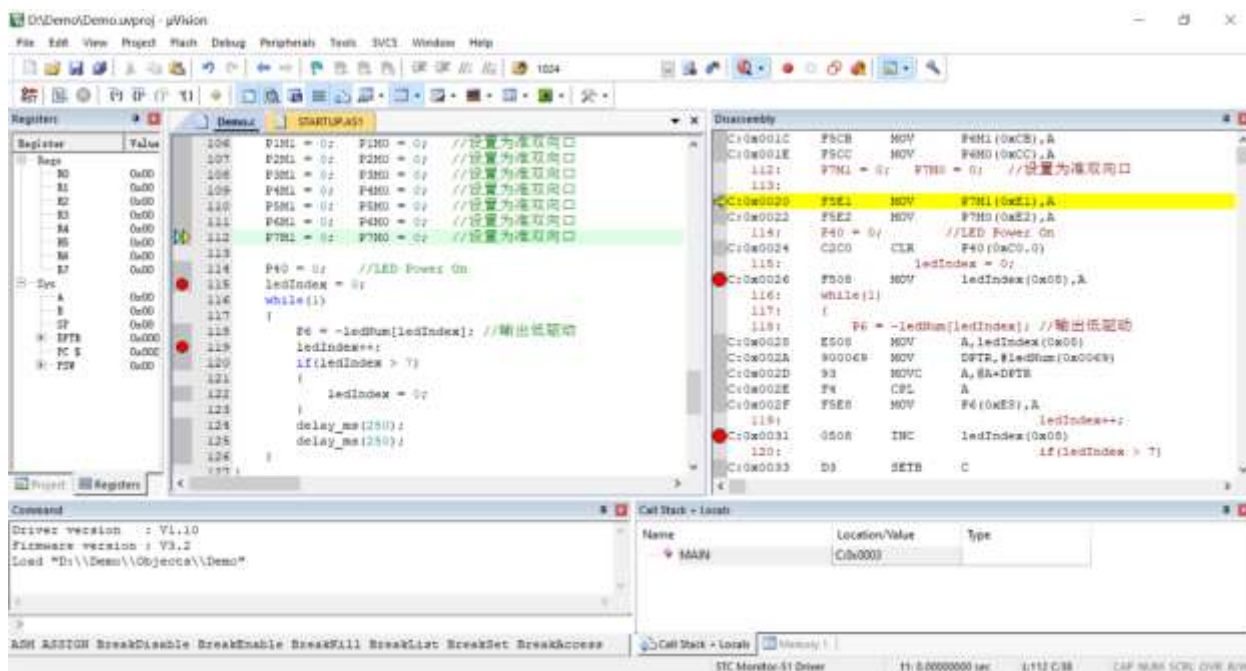 D:\Demo\Demo.uvproj - µVision
File Edit View Project Flash Debug Peripherals Tools SVCS Window Help
1024
Registers
Register Value
Regs
R0 0x00
R1 0x00
R2 0x00
R3 0x00
R4 0x00
R5 0x00
R6 0x00
R7 0x00
Sys
A 0x00
B 0x00
SP 0x00
DPTR 0x000
PC $
PSW 0x00
Project Registers
Demo.c STARTUP.A51
106 P1M1 = 0; P1M0 = 0; //设置为准双向口
107 P2M1 = 0; P2M0 = 0; //设置为准双向口
108 P3M1 = 0; P3M0 = 0; //设置为准双向口
109 P4M1 = 0; P4M0 = 0; //设置为准双向口
110 P5M1 = 0; P5M0 = 0; //设置为准双向口
111 P6M1 = 0; P6M0 = 0; //设置为准双向口
112 P7M1 = 0; P7M0 = 0; //设置为准双向口
113
114 P40 = 0; //LED Power On
115 ledIndex = 0;
116 while(1)
117 {
118 P6 = ~ledNum[ledIndex]; //输出低驱动
119 ledIndex++;
120 if(ledIndex > 7)
121 {
122 ledIndex = 0;
123 }
124 delay_ms(250);
125 delay_ms(250);
126 }
127 }
Disassembly
C:0x001C F5CB MOV P6M1(0xCB),A
C:0x001E F5CC MOV P6M0(0xCC),A
112: P7M1 = 0; P7M0 = 0; //设置为准双向口
113:
C:0x0020 F5E1 MOV P7M1(0xE1),A
C:0x0022 F5E2 MOV P7M0(0xE2),A
114: P40 = 0; //LED Power On
C:0x0024 C2C0 CLR P40(0xC0.0)
115: ledIndex = 0;
C:0x0026 F508 MOV ledIndex(0x08),A
116: while(1)
117: {
118: P6 = ~ledNum[ledIndex]; //输出低驱动
C:0x0028 E508 MOV A,ledIndex(0x08)
C:0x002A 900069 MOV DPTR,#ledNum(0x0069)
C:0x002D 93 MOVC A,@A+DPTR
C:0x002E F4 CPL A
C:0x002F F5E8 MOV P6(0xE8),A
119: ledIndex++;
C:0x0031 0508 INC ledIndex(0x08)
120: if(ledIndex > 7)
C:0x0033 D3 SETB C
Command
Driver version : V1.10
Firmware version : V3.2
Load "D:\\Demo\\Objects\\Demo"
>
ASM ASSIGN BreakDisable BreakEnable BreakKill BreakList BreakSet BreakAccess
Call Stack + Locals
Name Location/Value Type
MAIN C:0x0003
Call Stack + Locals Memory 1
STC Monitor-51 Driver t1: 0.00000000 sec L:112 C:38 CAP NUM SCRL OVR R/W